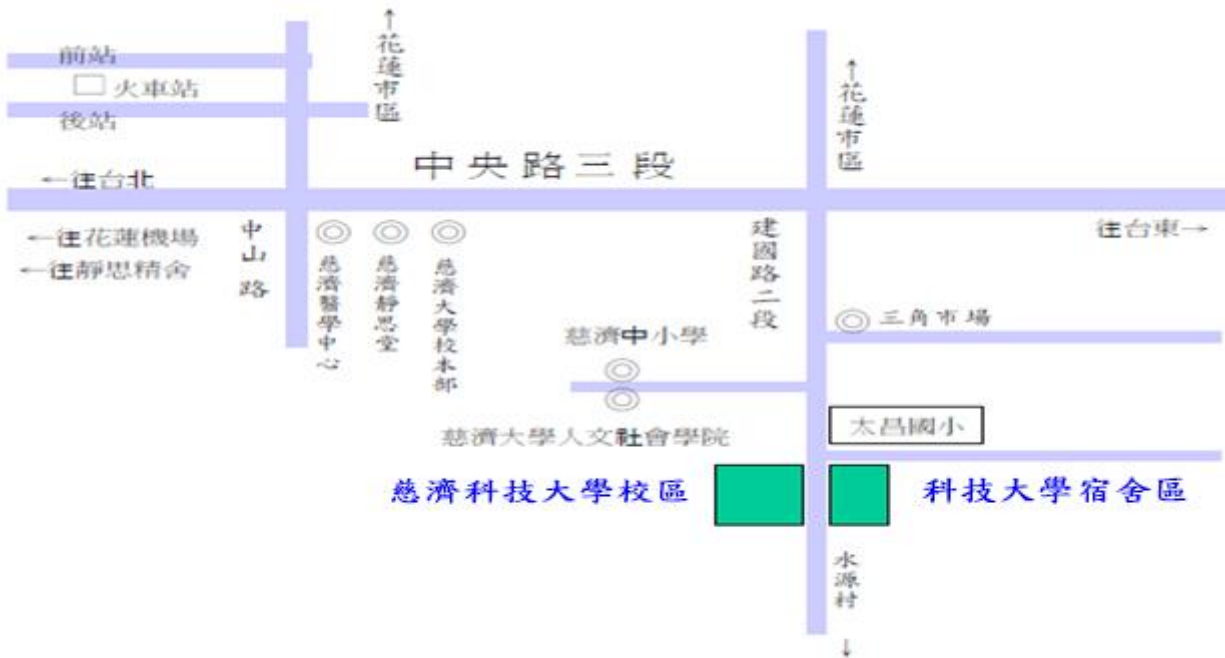 ↑花蓮市區
前站
火車站
後站
↑花蓮市區
中央路三段
←往台北
←往花蓮機場
←往靜思精舍
中山路
慈濟醫學中心
慈濟靜思堂
慈濟大學校本部
建國路二段
往台東→
三角市場
慈濟中小學
慈濟大學人文社會學院
太昌國小
慈濟科技大學校區
科技大學宿舍區
水源村↓